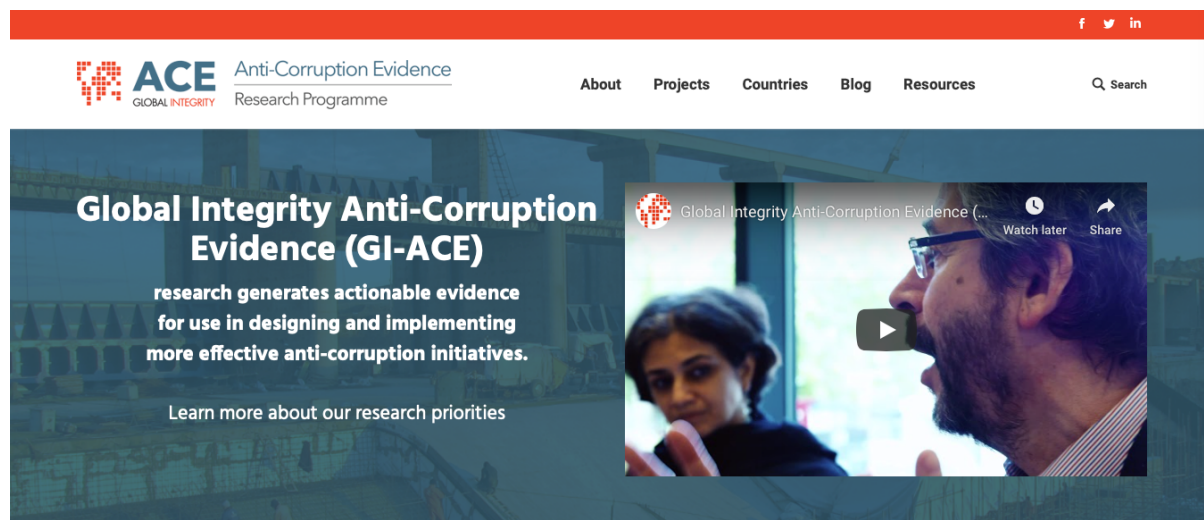 f in
ACE
GLOBAL INTEGRITY
Anti-Corruption Evidence
Research Programme
About Projects Countries Blog Resources
Search
Global Integrity Anti-Corruption
Evidence (GI-ACE)
research generates actionable evidence
for use in designing and implementing
more effective anti-corruption initiatives.
Learn more about our research priorities
Global Integrity Anti-Corruption Evidence (...
Watch later
Share